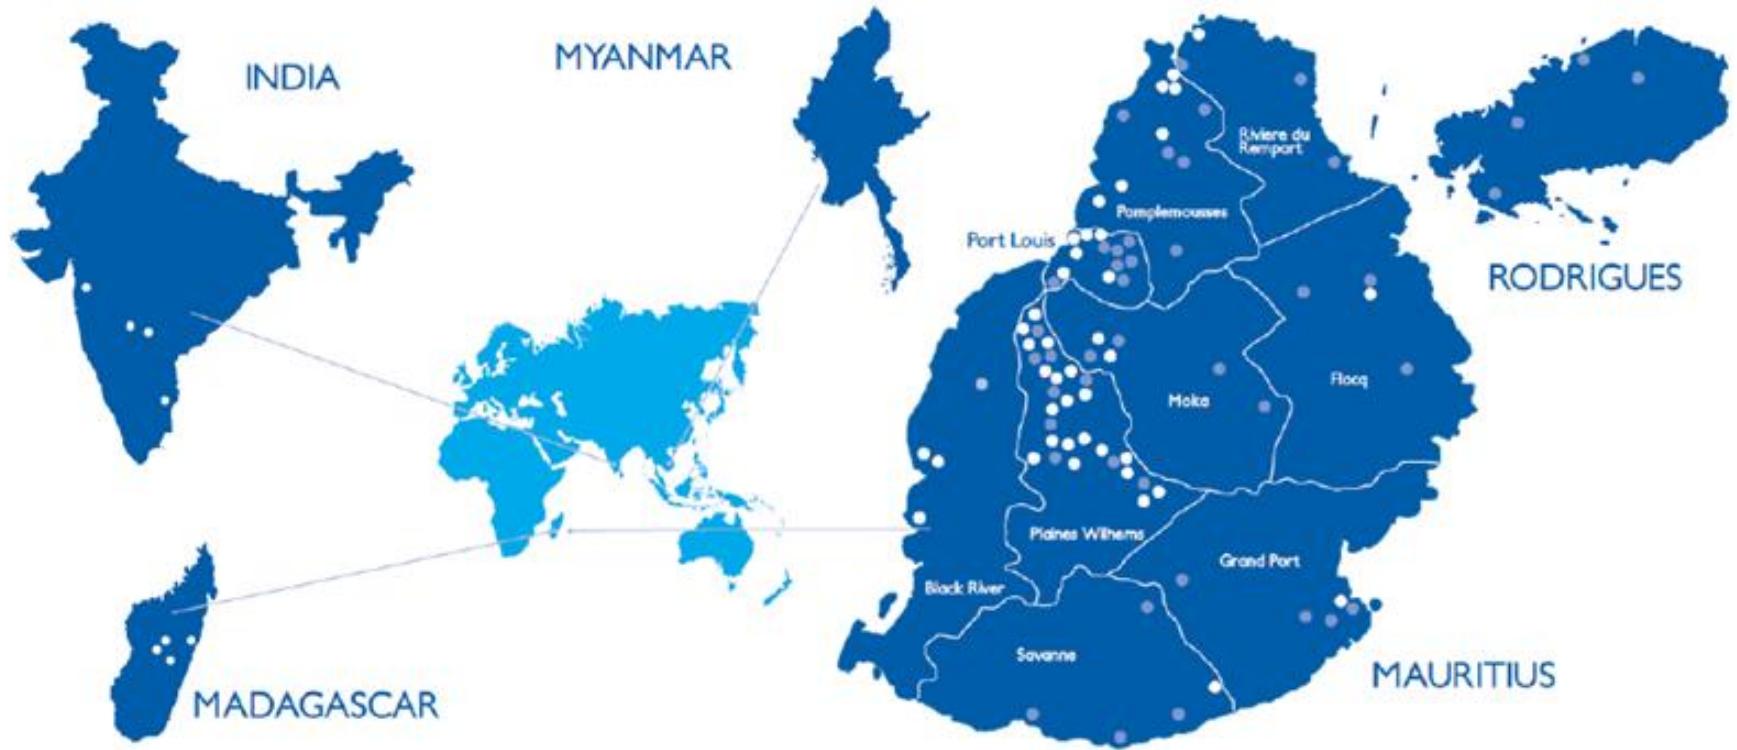 INDIA
MYANMAR
Riviere du
Rempart
Pamplemousses
Port Louis
RODRIGUES
Flacq
Moka
Plaines Wilhems
Grand Port
Black River
Savanne
MAURITIUS
MADAGASCAR